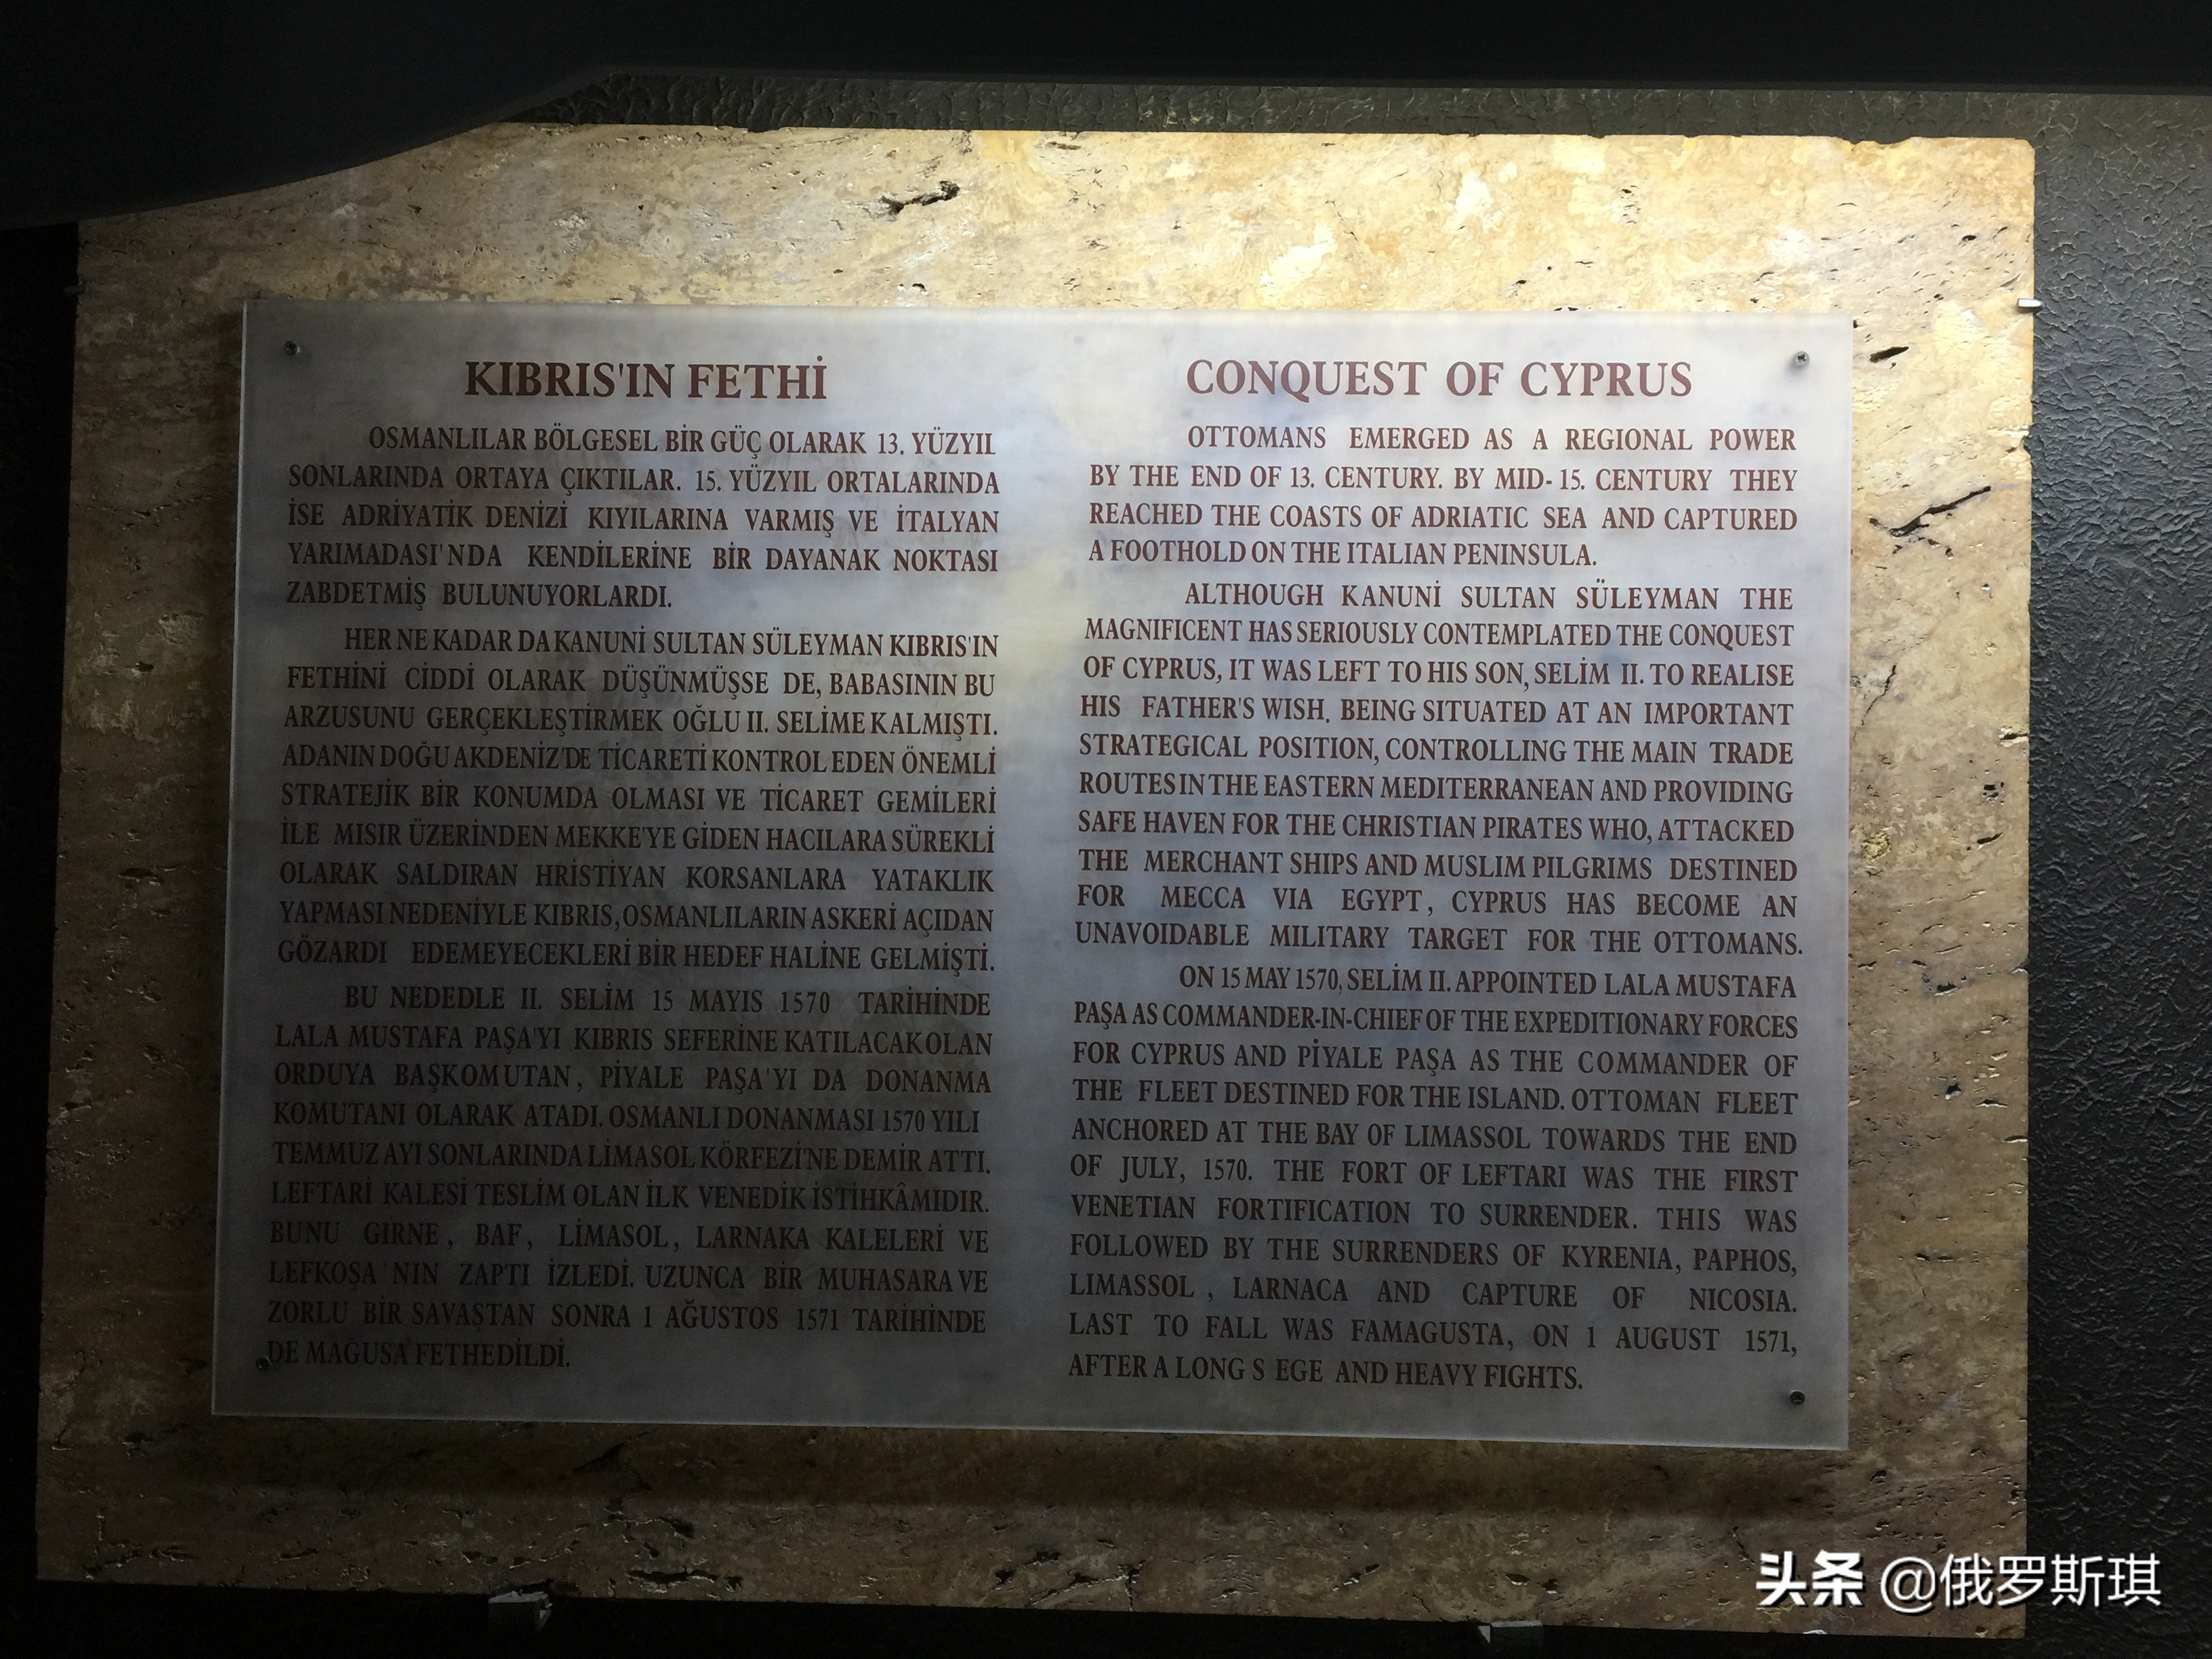 KIBRIS'IN FETHİ
OSMANLILAR BÖLGESEL BİR GÜÇ OLARAK 13. YÜZYIL
SONLARINDA ORTAYA ÇIKTILAR. 15. YÜZYIL ORTALARINDA
İSE ADRİYATİK DENİZİ KIYILARINA VARMIŞ VE İTALYAN
YARIMADASI'NDA KENDİLERİNE BİR DAYANAK NOKTASI
ZABDETMİŞ BULUNUYORLARDI.
HER NE KADAR DA KANUNİ SULTAN SÜLEYMAN KIBRIS'IN
FETHİNİ CİDDİ OLARAK DÜŞÜNMÜŞSE DE, BABASININ BU
ARZUSUNU GERÇEKLEŞTİRMEK OĞLU II. SELİME KALMIŞTI.
ADANIN DOĞU AKDENİZ'DE TİCARETİ KONTROL EDEN ÖNEMLİ
STRATEJİK BİR KONUMDA OLMASI VE TİCARET GEMİLERİ
İLE MISIR ÜZERİNDEN MEKKE'YE GİDEN HACILARA SÜREKLİ
OLARAK SALDIRAN HRİSTİYAN KORSANLARA YATAKLIK
YAPMASI NEDENİYLE KIBRIS, OSMANLILARIN ASKERİ AÇIDAN
GÖZARDI EDEMEYECEKLERİ BİR HEDEF HALİNE GELMİŞTİ.
BU NEDEDLE II. SELİM 15 MAYIS 1570 TARİHİNDE
LALA MUSTAFA PAŞA'YI KIBRIS SEFERİNE KATILACAK OLAN
ORDUYA BAŞKOMUTAN, PİYALE PAŞA'YI DA DONANMA
KOMUTANI OLARAK ATADI. OSMANLI DONANMASI 1570 YILI
TEMMUZ AYI SONLARINDA LİMASOL KÖRFEZİ'NE DEMİR ATTI.
LEFTARİ KALESİ TESLİM OLAN İLK VENEDİK İSTİHKÂMIDIR.
BUNU GİRNE, BAF, LİMASOL, LARNAKA KALELERİ VE
LEFKOŞA'NIN ZAPTI İZLEDİ. UZUNCA BİR MUHASARA VE
ZORLU BİR SAVAŞTAN SONRA 1 AĞUSTOS 1571 TARİHİNDE
DE MAGUSA FETHEDİLDİ.
CONQUEST OF CYPRUS
OTTOMANS EMERGED AS A REGIONAL POWER
BY THE END OF 13. CENTURY. BY MID- 15. CENTURY THEY
REACHED THE COASTS OF ADRIATIC SEA AND CAPTURED
A FOOTHOLD ON THE ITALIAN PENINSULA.
ALTHOUGH KANUNİ SULTAN SÜLEYMAN THE
MAGNIFICENT HAS SERIOUSLY CONTEMPLATED THE CONQUEST
OF CYPRUS, IT WAS LEFT TO HIS SON, SELİM II. TO REALISE
HIS FATHER'S WISH. BEING SITUATED AT AN IMPORTANT
STRATEGICAL POSITION, CONTROLLING THE MAIN TRADE
ROUTES IN THE EASTERN MEDITERRANEAN AND PROVIDING
SAFE HAVEN FOR THE CHRISTIAN PIRATES WHO, ATTACKED
THE MERCHANT SHIPS AND MUSLIM PILGRIMS DESTINED
FOR MECCA VIA EGYPT, CYPRUS HAS BECOME AN
UNAVOIDABLE MILITARY TARGET FOR THE OTTOMANS.
ON 15 MAY 1570, SELİM II. APPOINTED LALA MUSTAFA
PAŞA AS COMMANDER-IN-CHIEF OF THE EXPEDITIONARY FORCES
FOR CYPRUS AND PİYALE PAŞA AS THE COMMANDER OF
THE FLEET DESTINED FOR THE ISLAND. OTTOMAN FLEET
ANCHORED AT THE BAY OF LIMASSOL TOWARDS THE END
OF JULY, 1570. THE FORT OF LEFTARI WAS THE FIRST
VENETIAN FORTIFICATION TO SURRENDER. THIS WAS
FOLLOWED BY THE SURRENDERS OF KYRENIA, PAPHOS,
LIMASSOL, LARNACA AND CAPTURE OF NICOSIA.
LAST TO FALL WAS FAMAGUSTA, ON 1 AUGUST 1571,
AFTER A LONG S EGE AND HEAVY FIGHTS.
头条 @俄罗斯琪